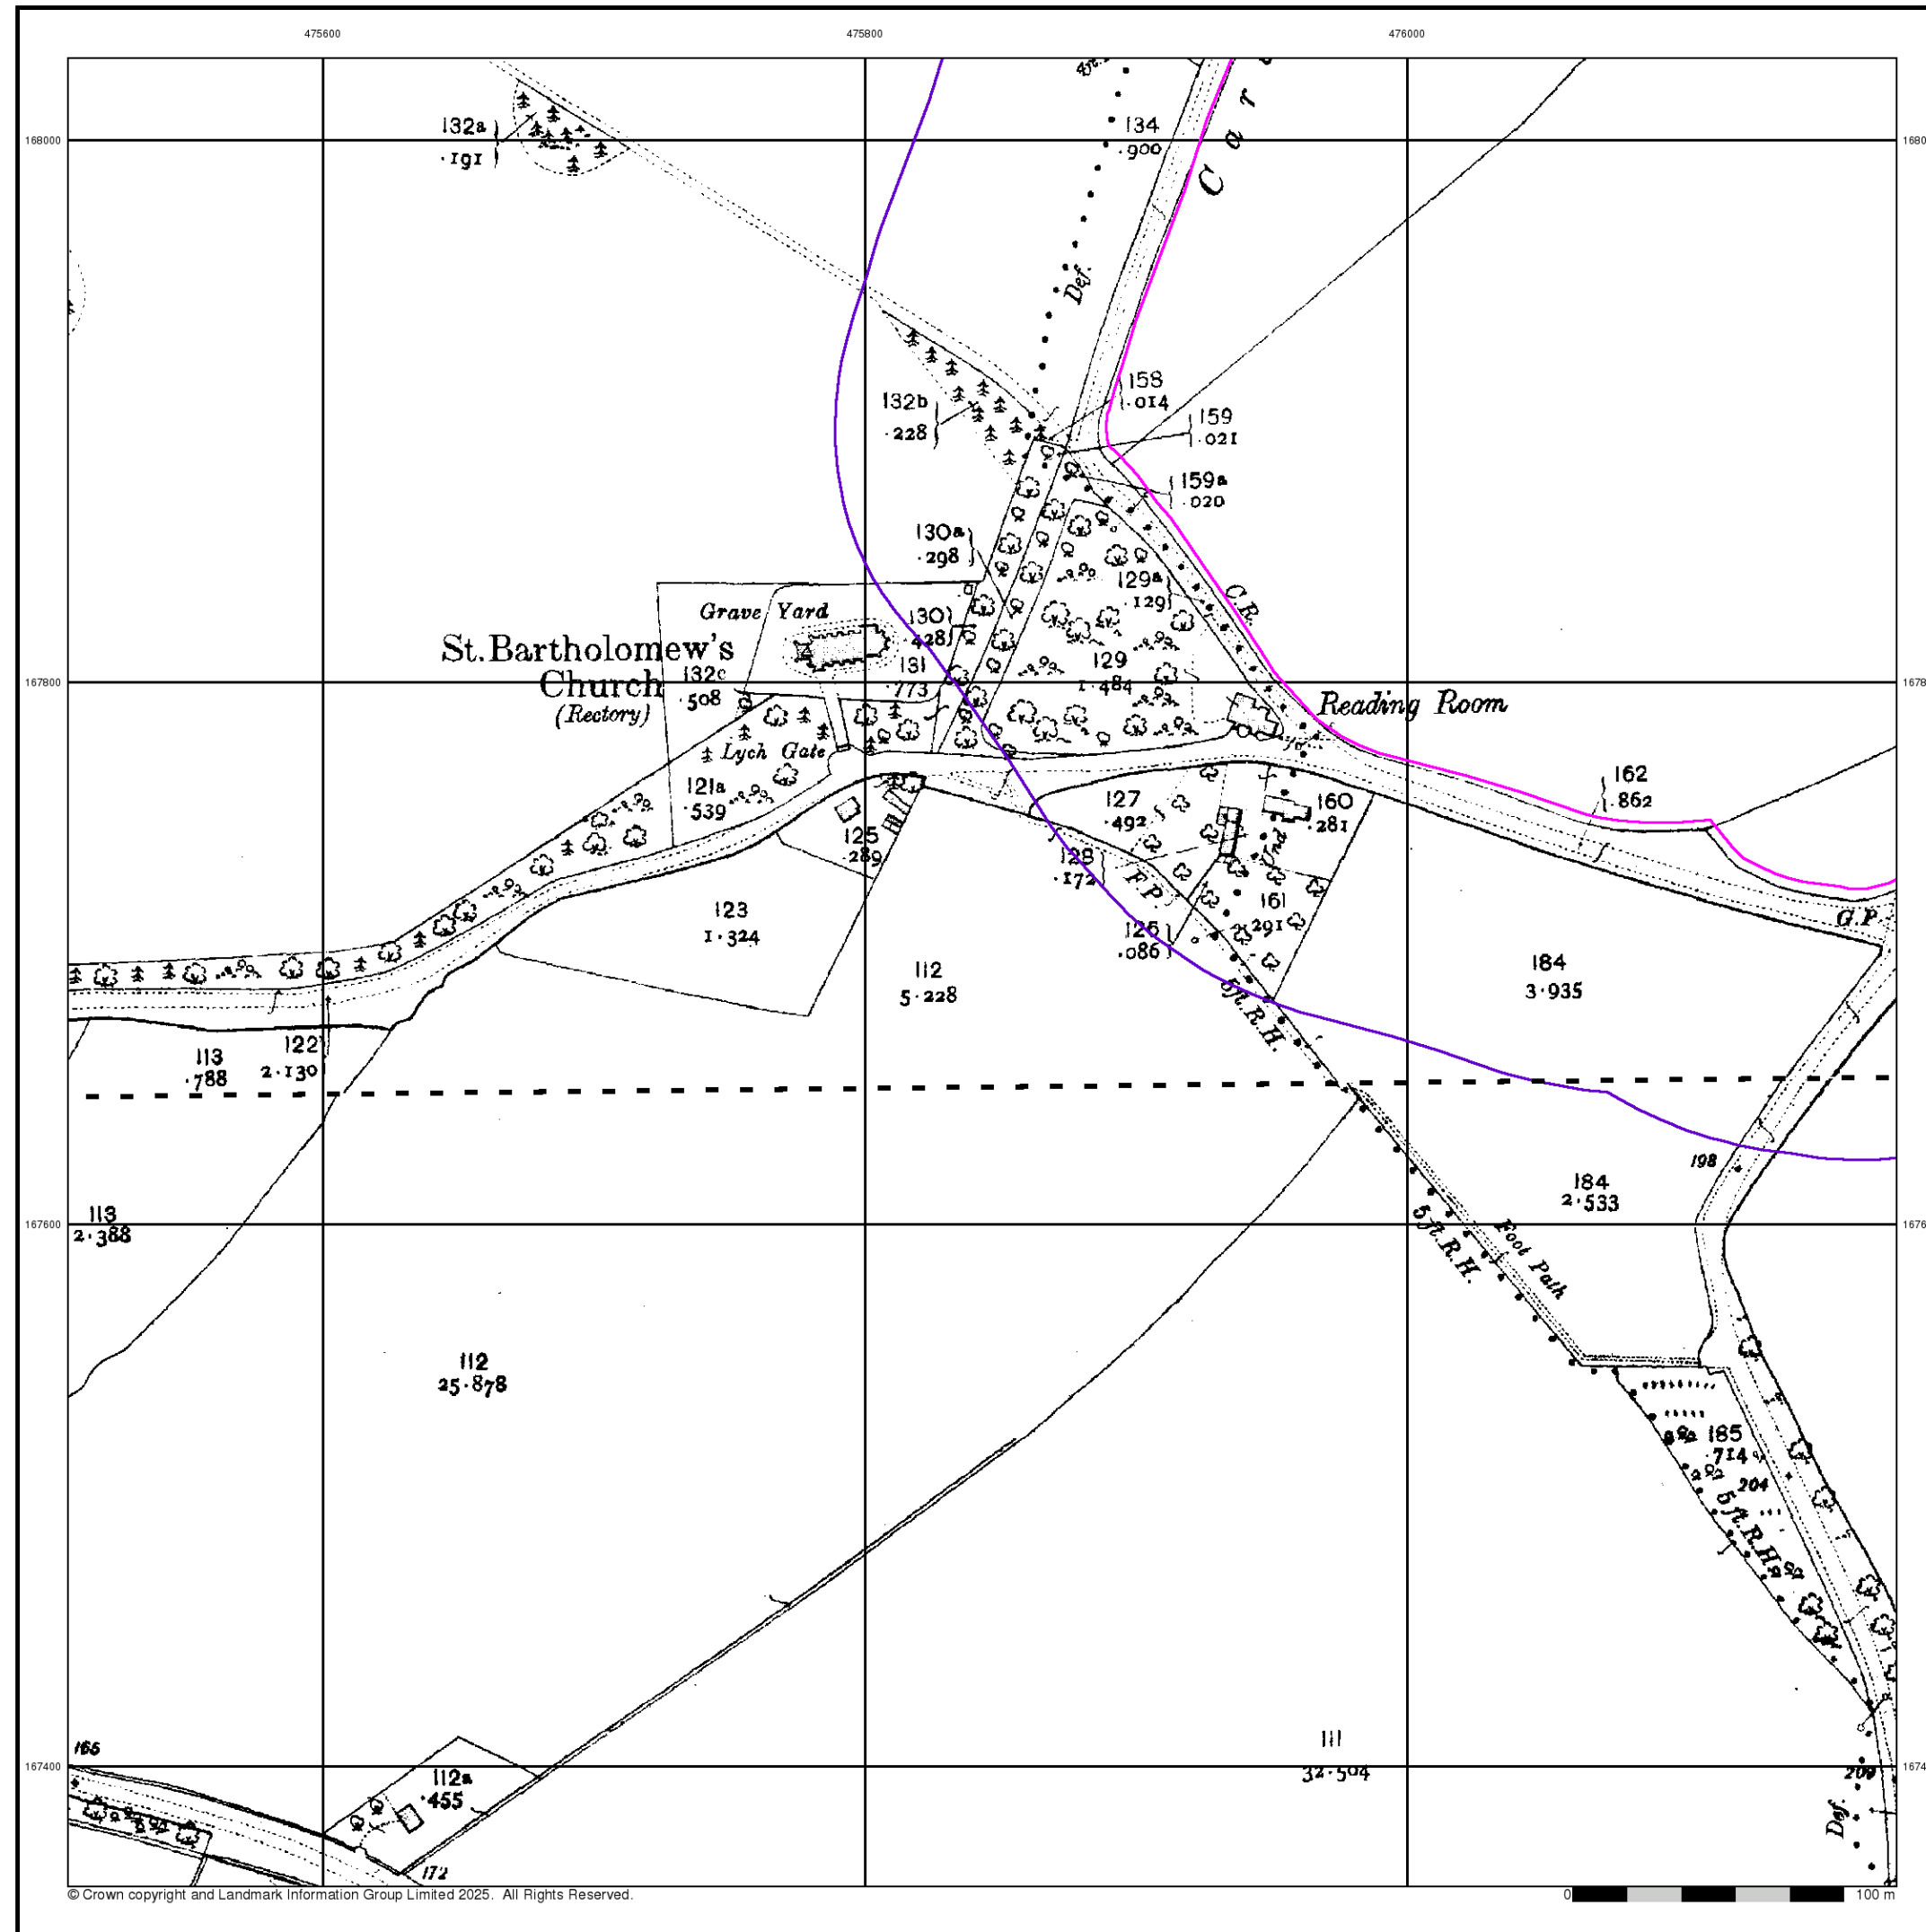 475600
475800
476000
168000
132a
.191
134
.900
Car
Def.
158
.014
159
.021
132b
.228
159a
.020
130a
.298
129a
.129
C.R.
Grave Yard
130
.428
St. Bartholomew's
Church
(Rectory)
132c
.508
131
.773
129
1.484
167800
Reading Room
Lych Gate
121a
.539
127
.492
160
.281
162
.862
125
.289
128
.172
Und.
F.P.
123
1.324
126
.086
161
.291
G.P.
112
5.228
184
3.935
5ft.R.H.
113
.788
122
2.130
198
184
2.533
113
2.388
167600
5ft.R.H.
Foot Path
112
25.878
185
.714
204
5ft.R.H.
111
32.504
165
167400
112a
.455
209
Def.
172
© Crown copyright and Landmark Information Group Limited 2025. All Rights Reserved.
0
100 m